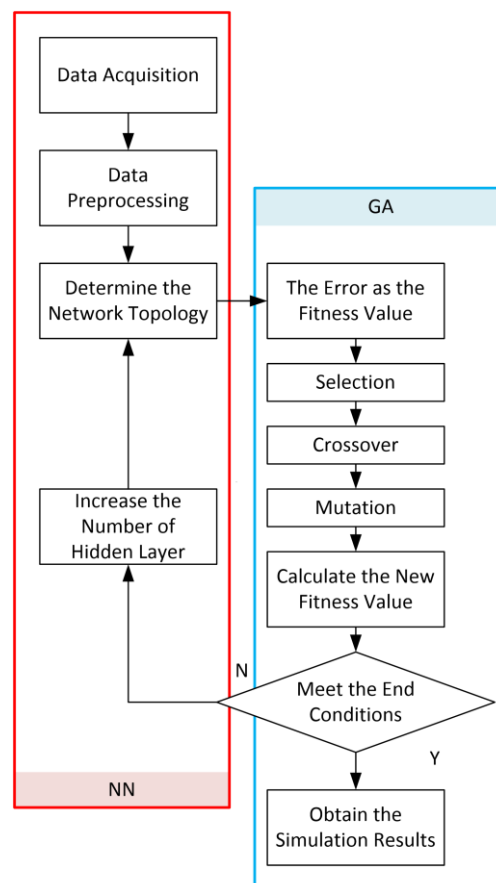 Data Acquisition
Data
Preprocessing
Determine the
Network Topology
Increase the
Number of
Hidden Layer
NN
GA
The Error as the
Fitness Value
Selection
Crossover
Mutation
Calculate the New
Fitness Value
N
Meet the End
Conditions
Y
Obtain the
Simulation Results